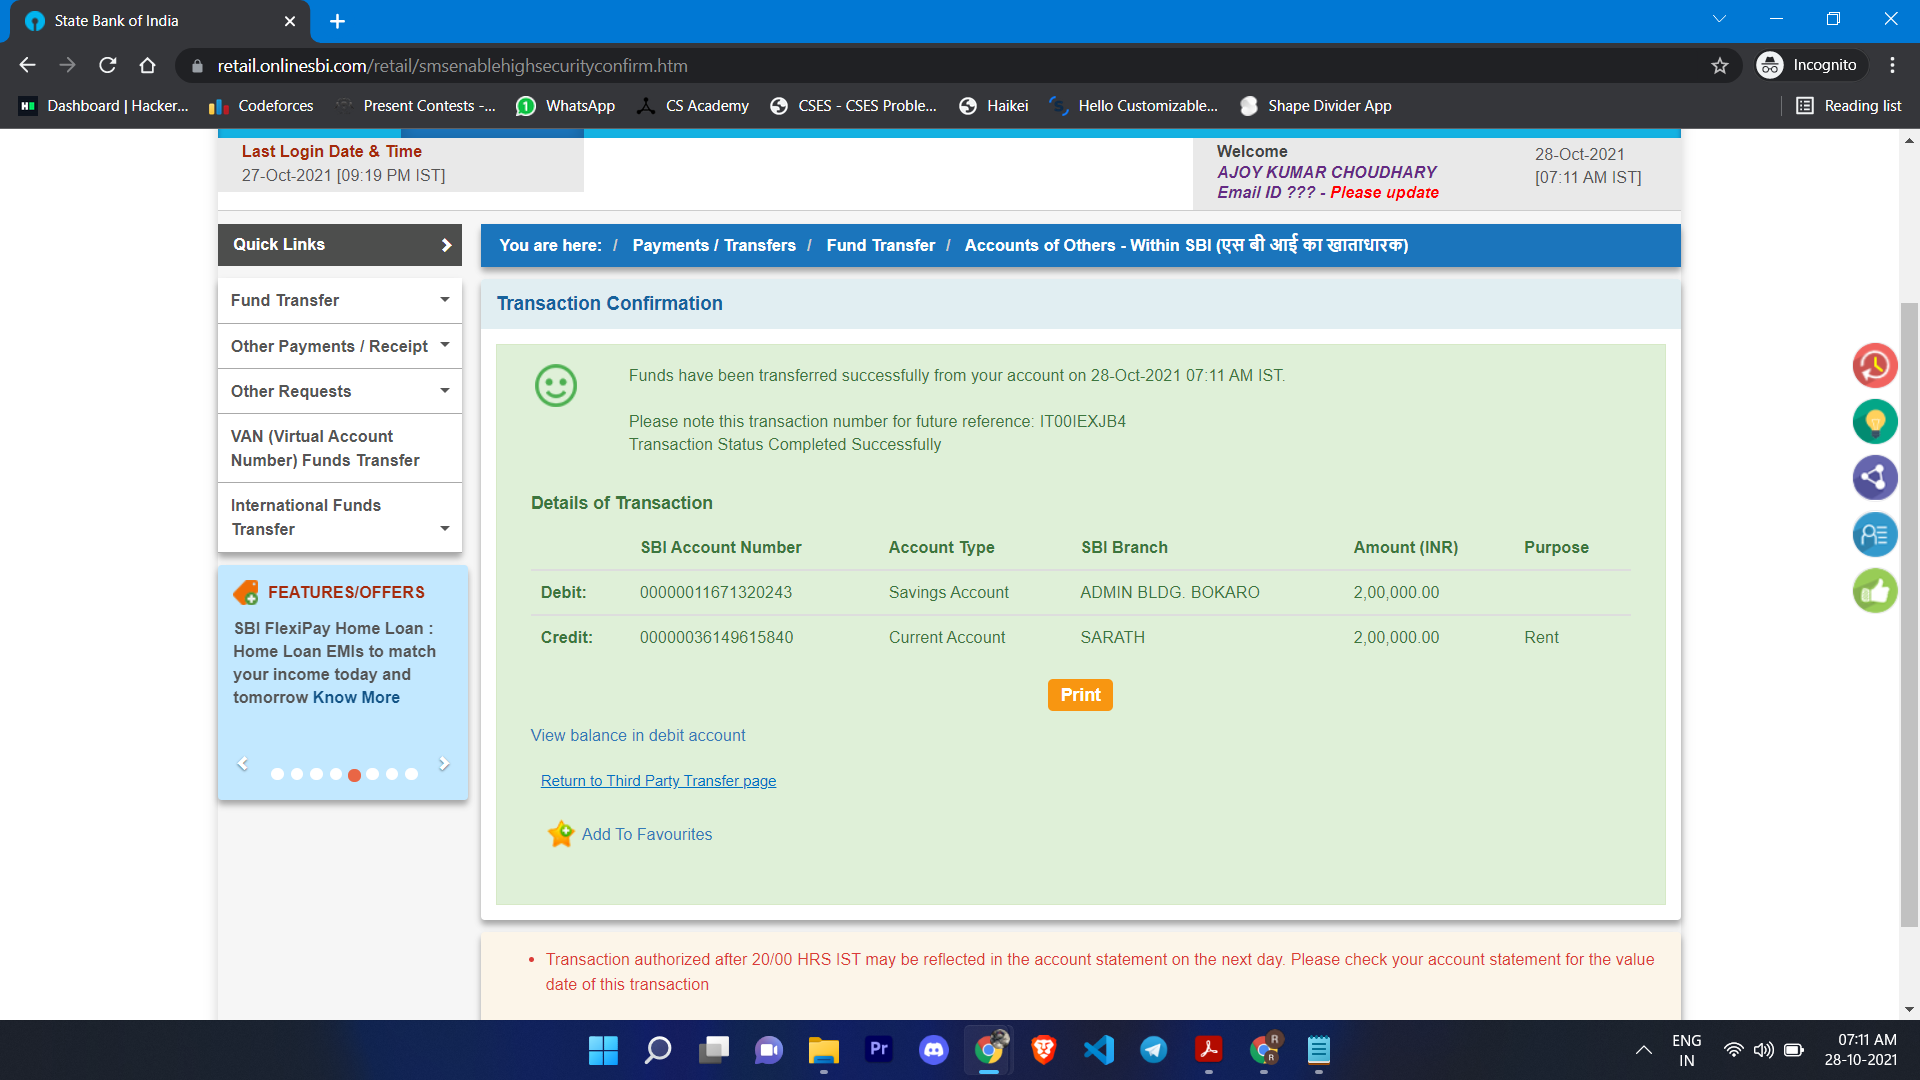 State Bank of India
retail.onlinesbi.com/retail/smsenablehighsecurityconfirm.htm
Incognito
Dashboard | Hacker...
Codeforces
Present Contests -...
WhatsApp
CS Academy
CSES - CSES Proble...
Haikei
Hello Customizable...
Shape Divider App
Reading list
Last Login Date & Time
27-Oct-2021 [09:19 PM IST]
Welcome
AJOY KUMAR CHOUDHARY
Email ID ??? - Please update
28-Oct-2021
[07:11 AM IST]
Quick Links
You are here: / Payments / Transfers / Fund Transfer / Accounts of Others - Within SBI (एस बी आई का खाताधारक)
Fund Transfer
Other Payments / Receipt
Other Requests
VAN (Virtual Account
Number) Funds Transfer
International Funds
Transfer
FEATURES/OFFERS
SBI FlexiPay Home Loan :
Home Loan EMIs to match
your income today and
tomorrow Know More
Transaction Confirmation
Funds have been transferred successfully from your account on 28-Oct-2021 07:11 AM IST.
Please note this transaction number for future reference: IT00IEXJB4
Transaction Status Completed Successfully
Details of Transaction
SBI Account Number Account Type SBI Branch Amount (INR) Purpose
Debit: 00000011671320243 Savings Account ADMIN BLDG. BOKARO 2,00,000.00
Credit: 00000036149615840 Current Account SARATH 2,00,000.00 Rent
Print
View balance in debit account
Return to Third Party Transfer page
Add To Favourites
Transaction authorized after 20/00 HRS IST may be reflected in the account statement on the next day. Please check your account statement for the value
date of this transaction
Pr
R
R
ENG
IN
07:11 AM
28-10-2021